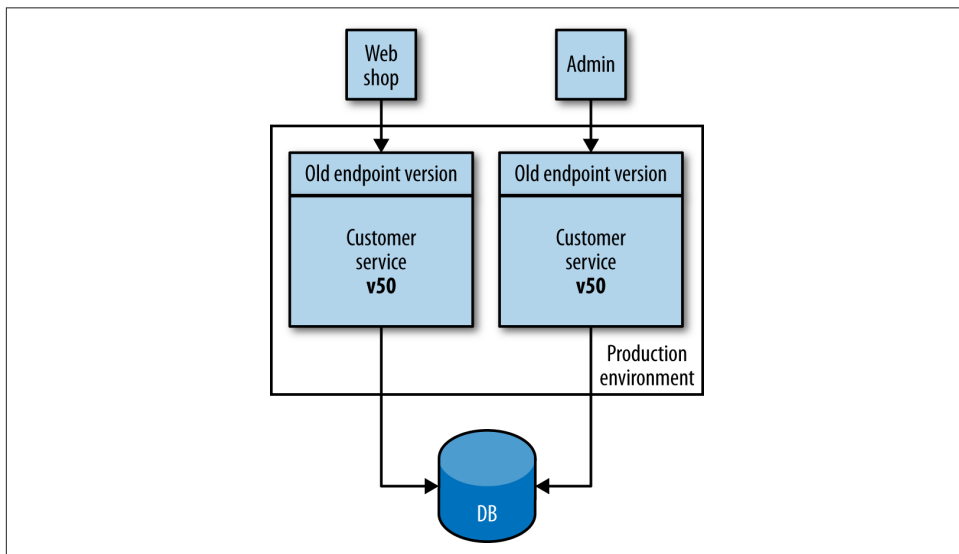 Web
shop
Admin
Old endpoint version
Customer
service
v50
Old endpoint version
Customer
service
v50
Production
environment
DB